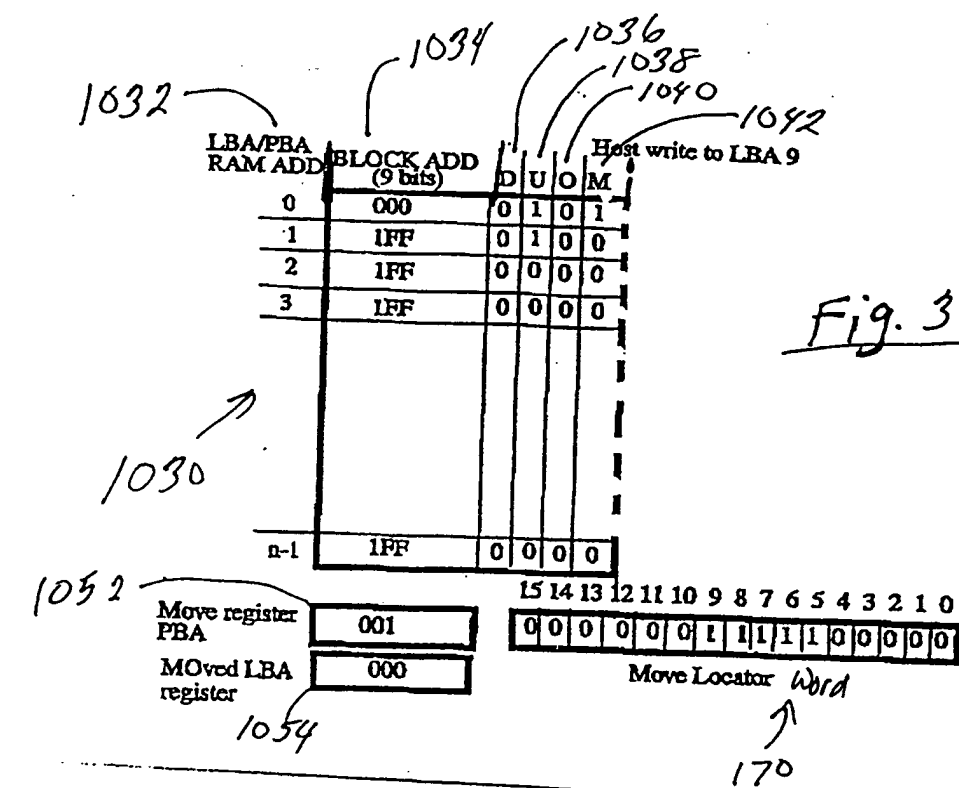 1034
1036
1038
1040
1042
1032
LBA/PBA
RAM ADD
BLOCK ADD
(9 bits)
D U O M
Host write to LBA 9
0 000 0 1 0 1
1 1FF 0 1 0 0
2 1FF 0 0 0 0
3 1FF 0 0 0 0
Fig. 3
1030
n-1 1FF 0 0 0 0
1052
15 14 13 12 11 10 9 8 7 6 5 4 3 2 1 0
Move register
PBA
001
0 0 0 0 0 0 1 1 1 1 1 0 0 0 0 0
MOved LBA
register
000
Move Locator Word
1054
170